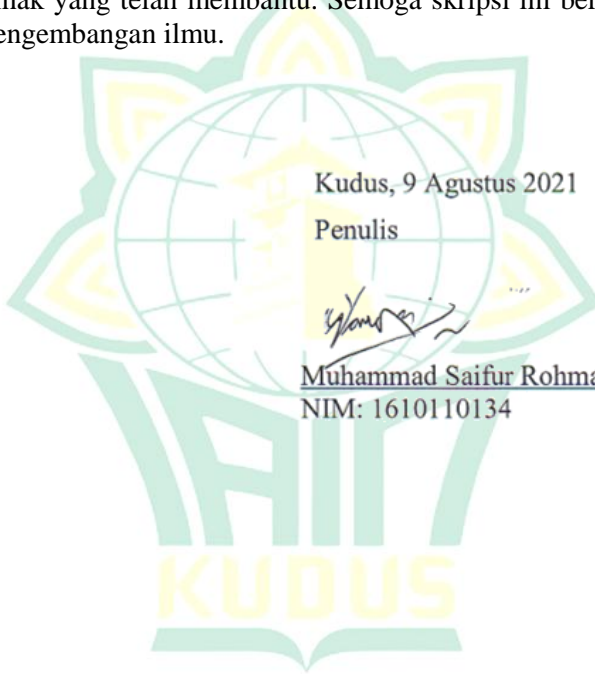 yang telah membantu. Semoga skripsi ini
engembangan ilmu.
Kudus, 9 Agustus 2021
Penulis
Muhammad Saifur Rohma
NIM: 1610110134
IAIN
KUDUS